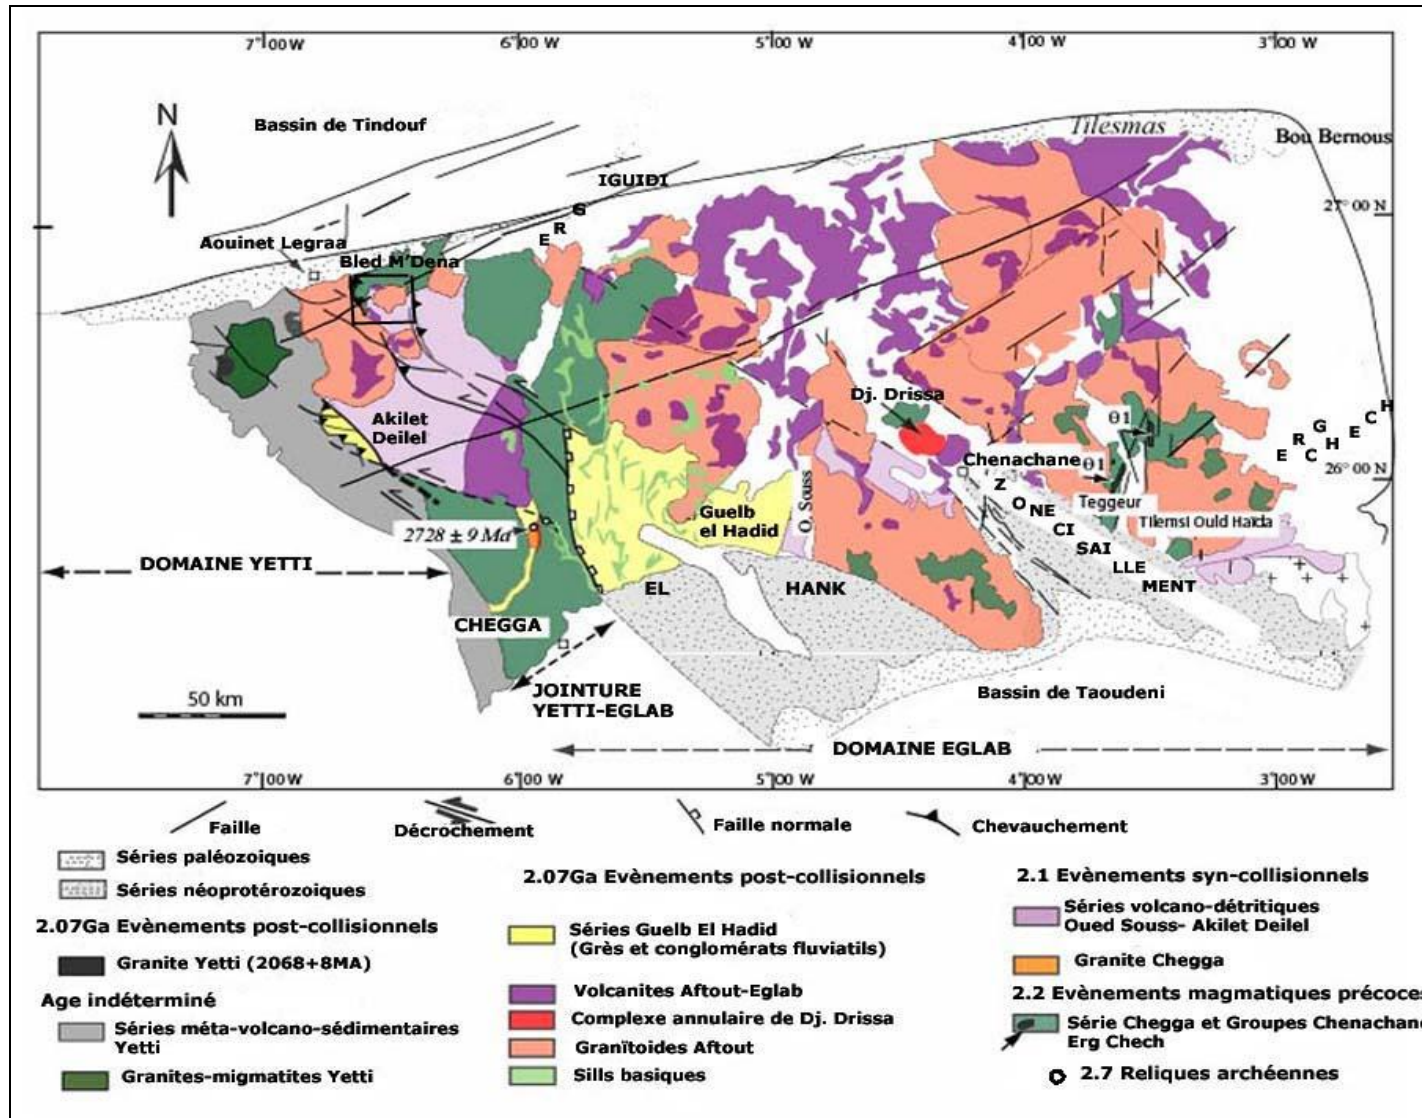 7°00 W 6°00 W 5°00 W 4°00 W 3°00 W
N
Bassin de Tindouf
Tilesmas
Bou Bernous
IGUIDI
27° 00 N
ERG
Aouinet Legraa
Bled M'Dena
Dj. Drissa
Akilet
Deilel
θ1
ERG CHECH
Chenachane
θ1
26° 00 N
Teggeur
O. Souss
Guelb
el Hadid
Tilemsi Ould Haïda
2728 ± 9 Ma
ZONE CISAILLEMENT
DOMAINE YETTI
EL HANK
CHEGGA
50 km
JOINTURE
YETTI-EGLAB
Bassin de Taoudeni
DOMAINE EGLAB
7°00 W 6°00 W 5°00 W 4°00 W 3°00 W
Faille
Décrochement
Faille normale
Chevauchement
Séries paléozoiques
Séries néoprotérozoiques
2.07Ga Evènements post-collisionnels
Granite Yetti (2068+8MA)
Age indéterminé
Séries méta-volcano-sédimentaires
Yetti
Granites-migmatites Yetti
2.07Ga Evènements post-collisionnels
Séries Guelb El Hadid
(Grès et conglomérats fluviatils)
Volcanites Aftout-Eglab
Complexe annulaire de Dj. Drissa
Granïtoides Aftout
Sills basiques
2.1 Evènements syn-collisionnels
Séries volcano-détritiques
Oued Souss- Akilet Deilel
Granite Chegga
2.2 Evènements magmatiques précoces
Série Chegga et Groupes Chenachane
Erg Chech
2.7 Reliques archéennes